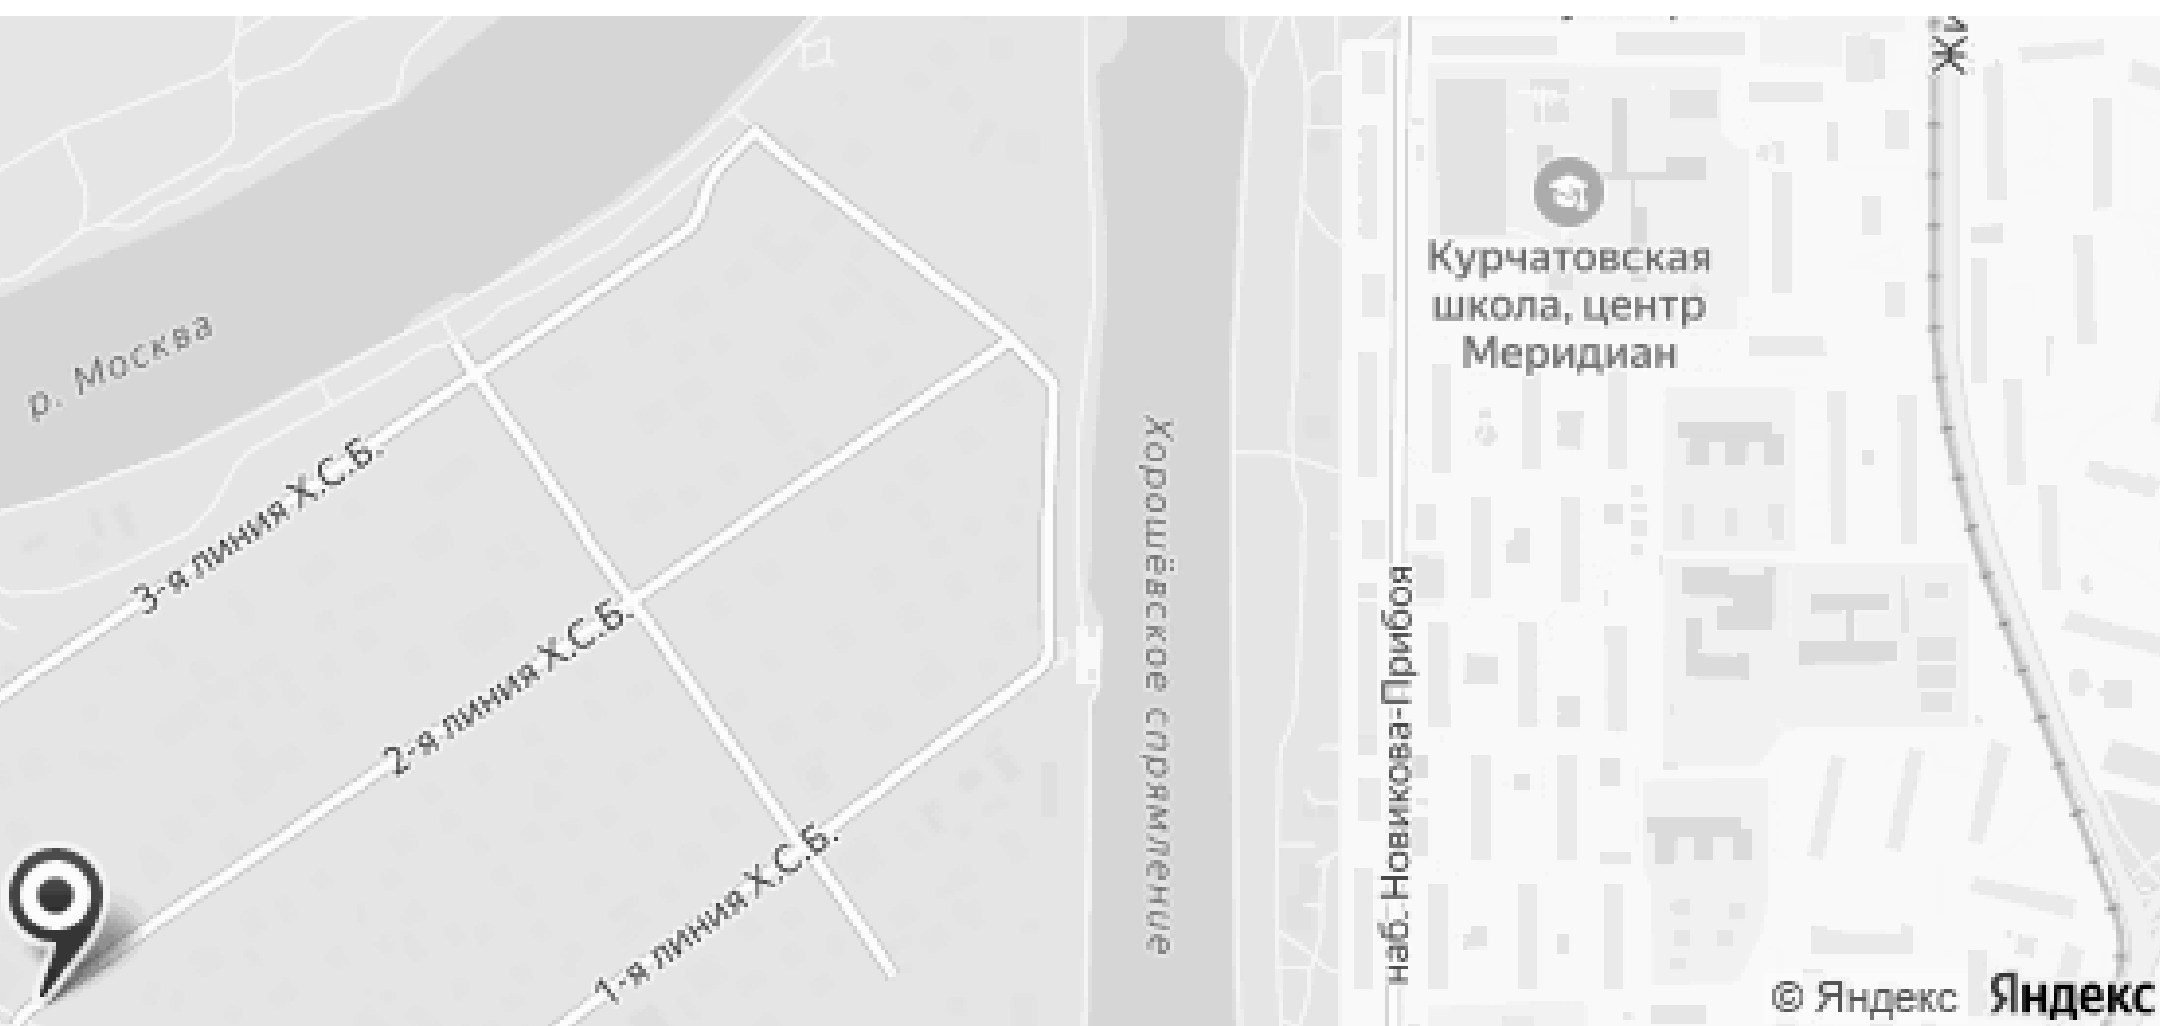 Курчатовская
школа, центр
Меридиан
р. Москва
3-я линия Х.С.Б.
2-я линия Х.С.Б.
1-я линия Х.С.Б.
Хорошёвское спрямление
наб. Новикова-Прибоя
© Яндекс Яндекс